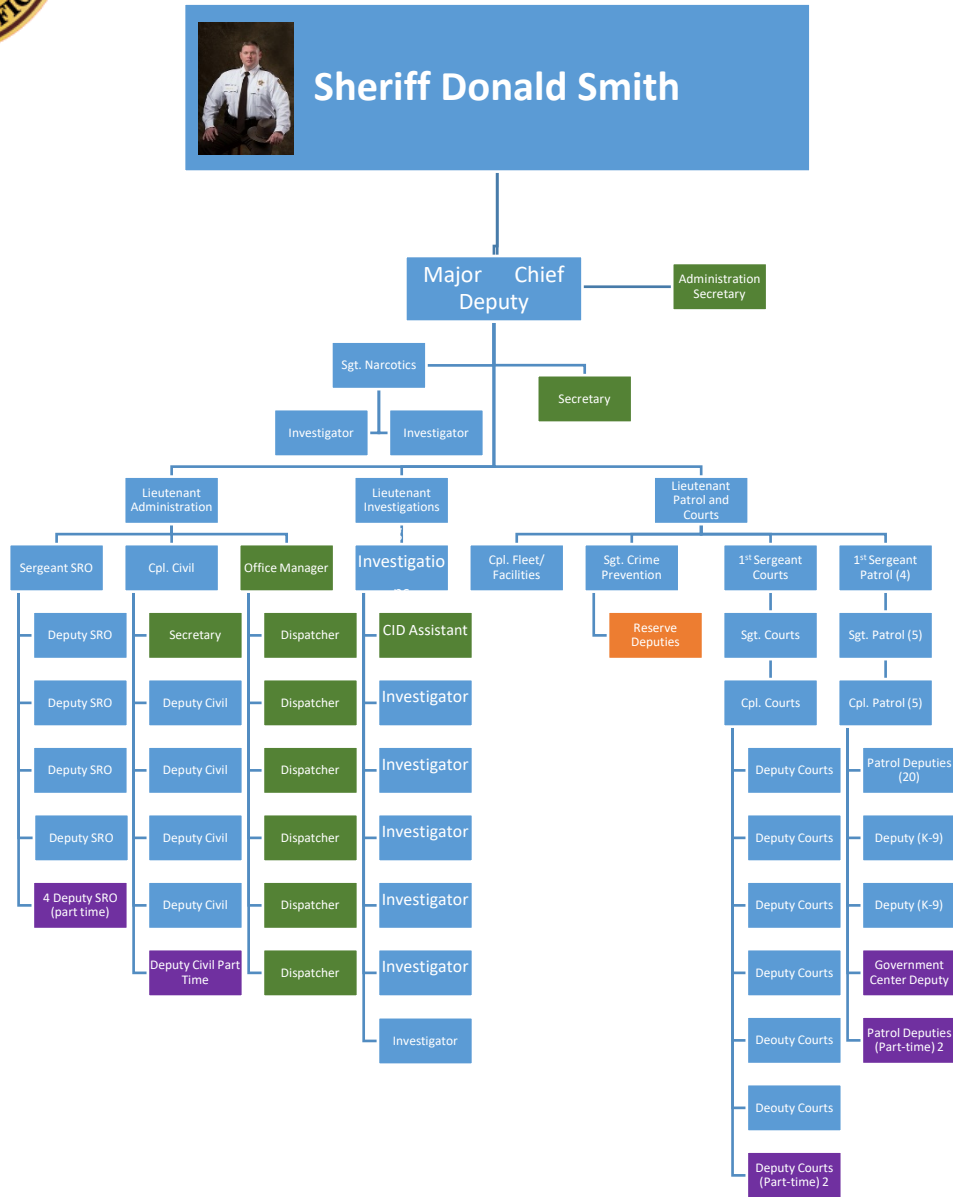 FIC
Sheriff Donald Smith
Major Chief
Deputy
Administration
Secretary
Sgt. Narcotics
Secretary
Investigator
Investigator
Lieutenant
Administration
Lieutenant
Investigations
Lieutenant
Patrol and
Courts
Sergeant SRO
Cpl. Civil
Office Manager
Investigatio
Cpl. Fleet/
Facilities
Sgt. Crime
Prevention
1st Sergeant
Courts
1st Sergeant
Patrol (4)
Deputy SRO
Secretary
Dispatcher
CID Assistant
Reserve
Deputies
Sgt. Courts
Sgt. Patrol (5)
Deputy SRO
Deputy Civil
Dispatcher
Investigator
Cpl. Courts
Cpl. Patrol (5)
Deputy SRO
Deputy Civil
Dispatcher
Investigator
Deputy Courts
Patrol Deputies
(20)
Deputy SRO
Deputy Civil
Dispatcher
Investigator
Deputy Courts
Deputy (K-9)
4 Deputy SRO
(part time)
Deputy Civil
Dispatcher
Investigator
Deputy Courts
Deputy (K-9)
Deputy Civil Part
Time
Dispatcher
Investigator
Deputy Courts
Government
Center Deputy
Investigator
Deouty Courts
Patrol Deputies
(Part-time) 2
Deouty Courts
Deputy Courts
(Part-time) 2